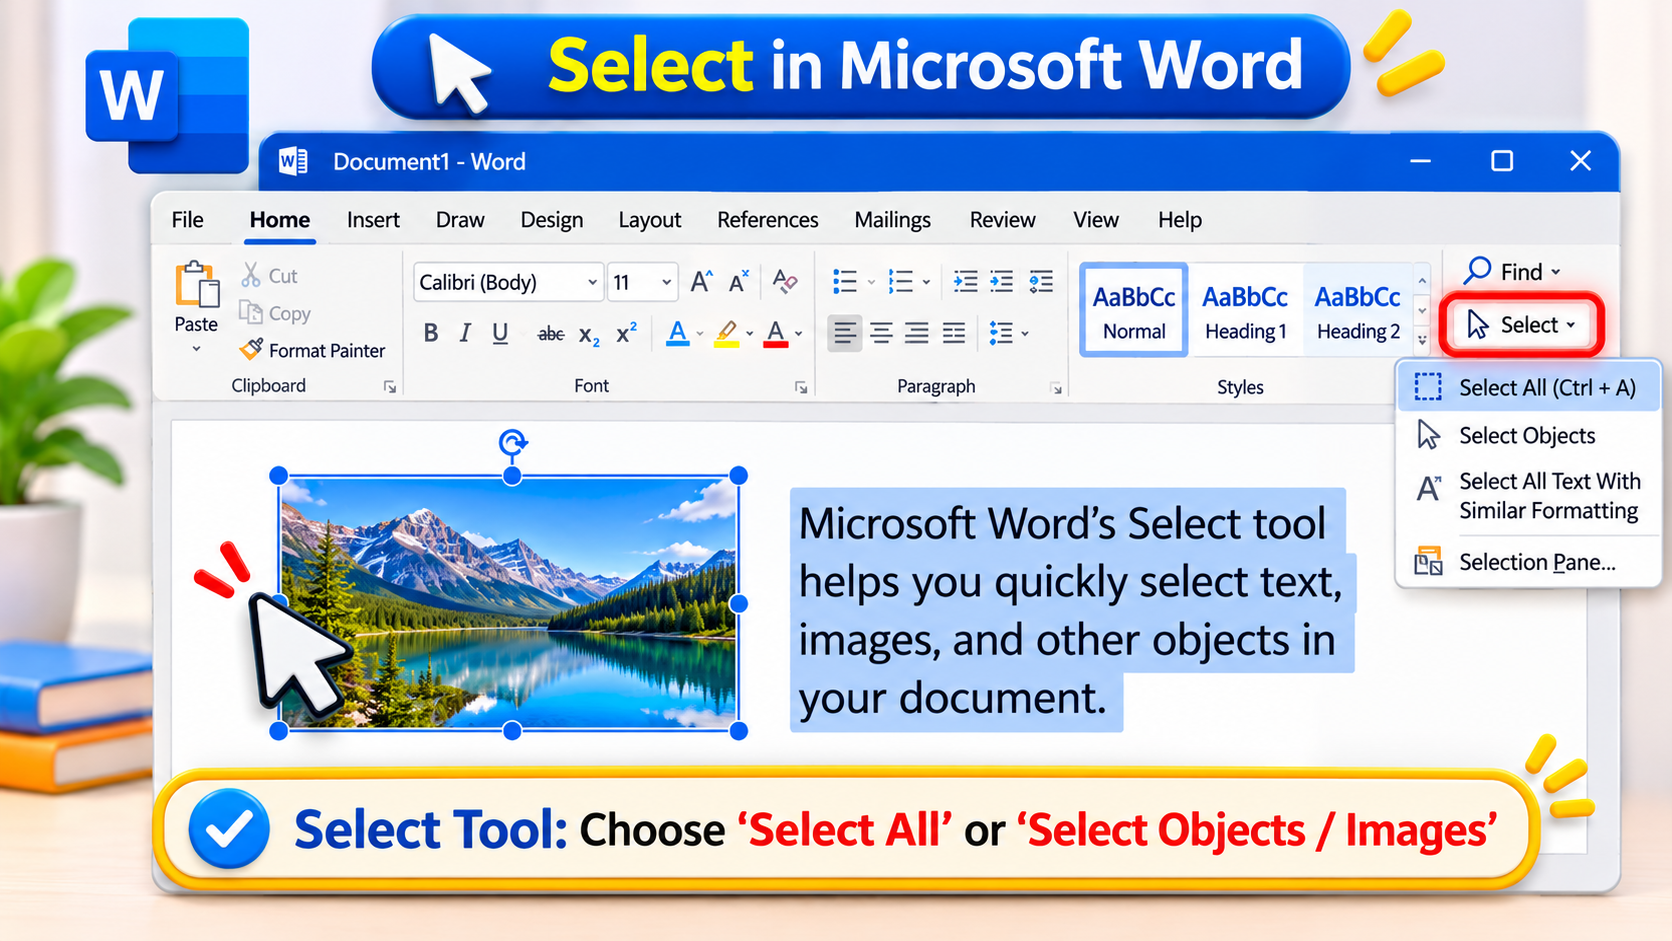 W
Select in Microsoft Word
W
Document1 - Word
File Home Insert Draw Design Layout References Mailings Review View Help
Paste
Cut
Copy
Format Painter
Clipboard
Calibri (Body) 11
B I U abc x2 x2 A A
Font
Paragraph
AaBbCc AaBbCc AaBbCc
Normal Heading 1 Heading 2
Styles
Find
Select
Select All (Ctrl + A)
Select Objects
Select All Text With
Similar Formatting
Selection Pane...
Microsoft Word’s Select tool
helps you quickly select text,
images, and other objects in
your document.
Select Tool: Choose ‘Select All’ or ‘Select Objects / Images’